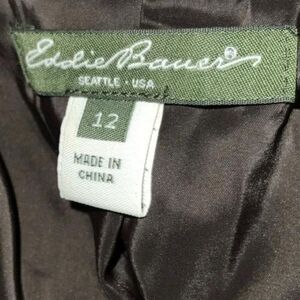 Eddie Bauer®
SEATTLE · USA
12
MADE IN
CHINA